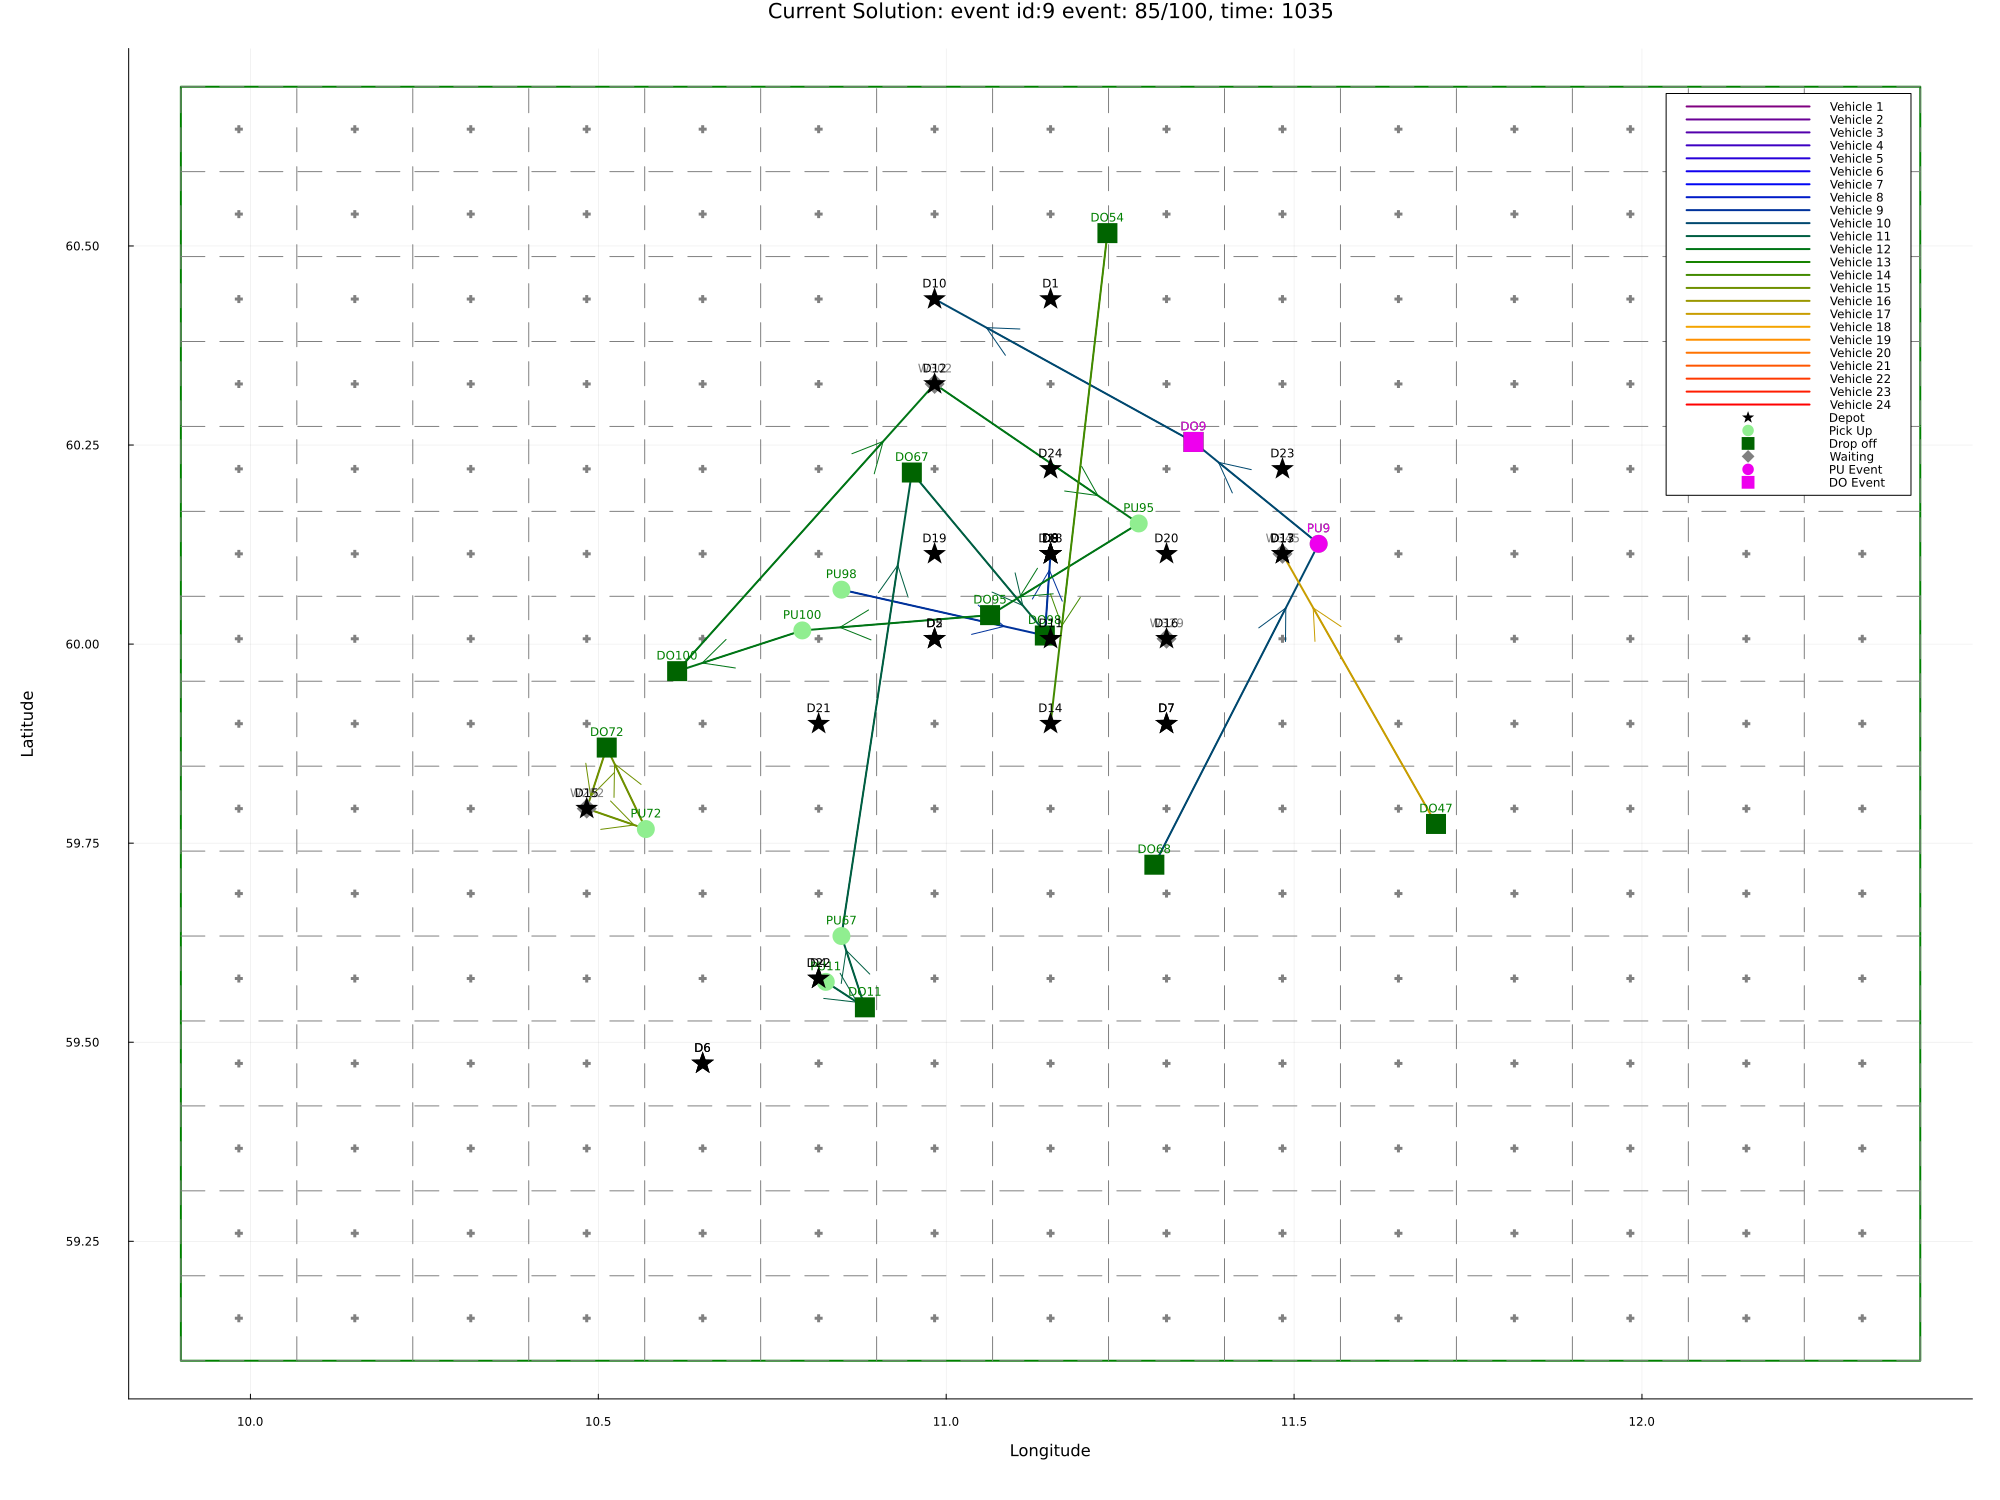 Current Solution: event id:9 event: 85/100, time: 1035
Vehicle 1
Vehicle 2
Vehicle 3
Vehicle 4
Vehicle 5
Vehicle 6
Vehicle 7
Vehicle 8
Vehicle 9
Vehicle 10
Vehicle 11
Vehicle 12
Vehicle 13
Vehicle 14
Vehicle 15
Vehicle 16
Vehicle 17
Vehicle 18
Vehicle 19
Vehicle 20
Vehicle 21
Vehicle 22
Vehicle 23
Vehicle 24
Depot
Pick Up
Drop off
Waiting
PU Event
DO Event
DO54
60.50
D10
D1
D12
DO9
60.25
DO67
D24
D23
PU95
PU9
D19
D20
PU98
DO95
PU100
DO98
D11
D16
60.00
DO100
D21
D14
D7
DO72
D15
PU72
DO47
59.75
DO68
PU67
D22
PU11
DO11
59.50
D6
59.25
10.0
10.5
11.0
11.5
12.0
Longitude
Latitude